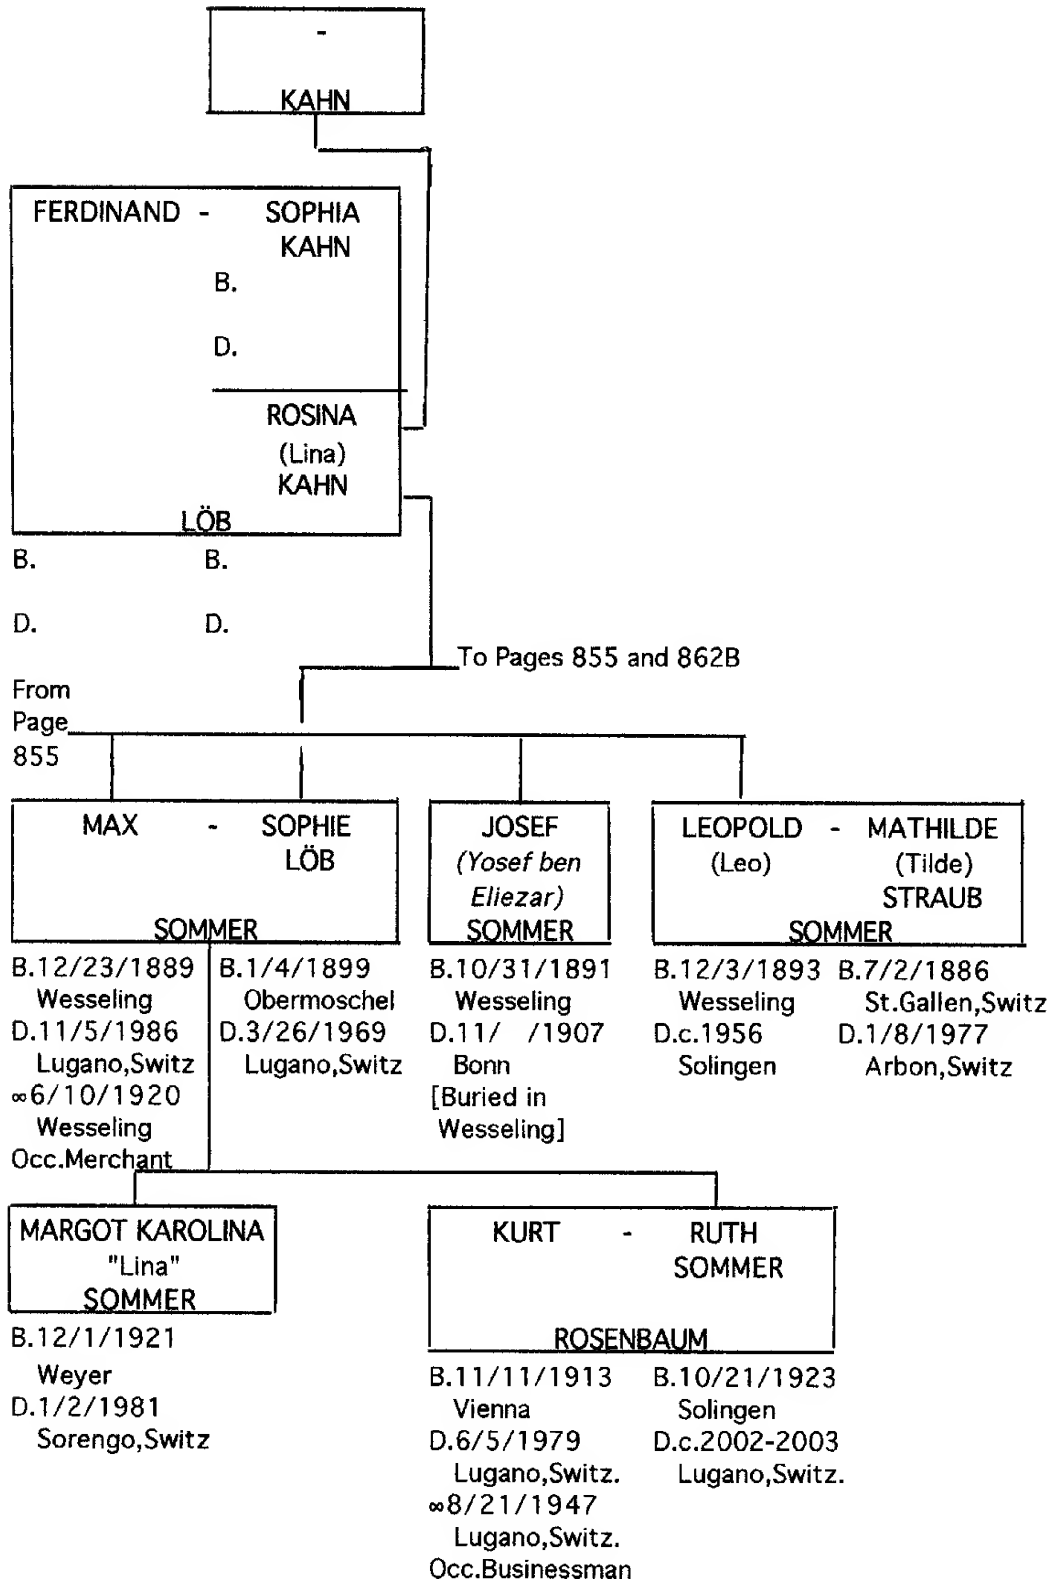 -
KAHN
FERDINAND - SOPHIA
KAHN
B.
D.
ROSINA
(Lina)
KAHN
LÖB
B. B.
D. D.
To Pages 855 and 862B
From
Page
855
MAX - SOPHIE
LÖB
SOMMER
B.12/23/1889 B.1/4/1899
Wesseling Obermoschel
D.11/5/1986 D.3/26/1969
Lugano,Switz Lugano,Switz
∞6/10/1920
Wesseling
Occ.Merchant
JOSEF
(Yosef ben
Eliezar)
SOMMER
B.10/31/1891
Wesseling
D.11/ /1907
Bonn
[Buried in
Wesseling]
LEOPOLD - MATHILDE
(Leo) (Tilde)
STRAUB
SOMMER
B.12/3/1893 B.7/2/1886
Wesseling St.Gallen,Switz
D.c.1956 D.1/8/1977
Solingen Arbon,Switz
MARGOT KAROLINA
"Lina"
SOMMER
B.12/1/1921
Weyer
D.1/2/1981
Sorengo,Switz
KURT - RUTH
SOMMER
ROSENBAUM
B.11/11/1913 B.10/21/1923
Vienna Solingen
D.6/5/1979 D.c.2002-2003
Lugano,Switz. Lugano,Switz.
∞8/21/1947
Lugano,Switz.
Occ.Businessman